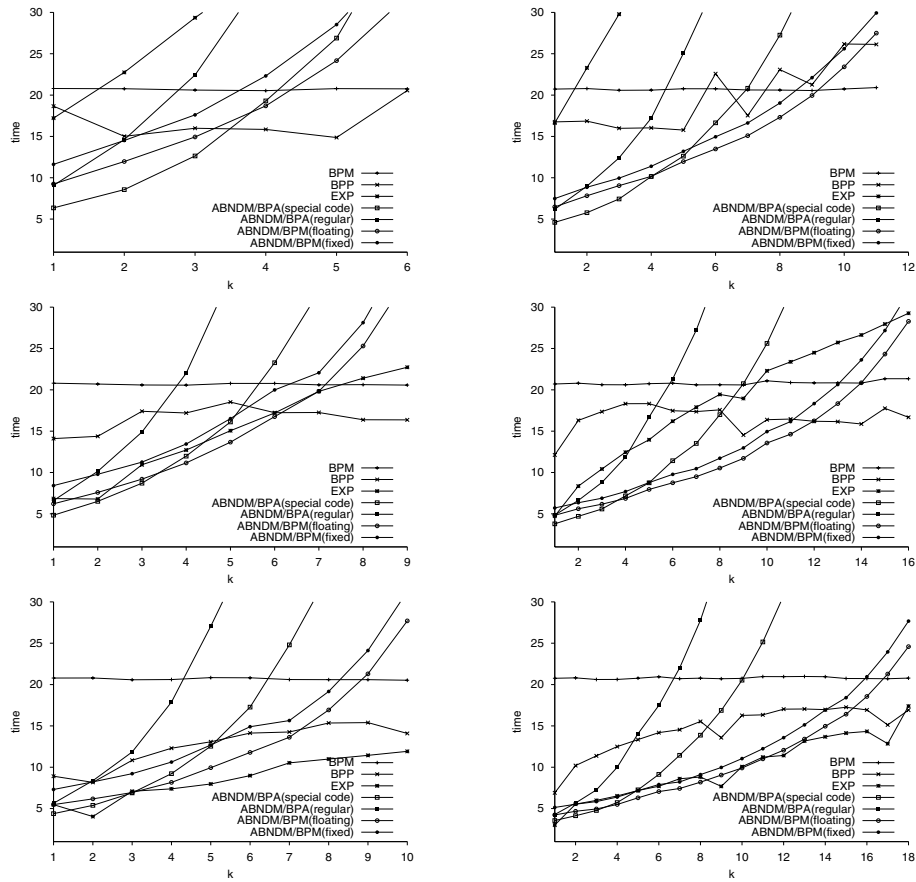 30
25
20
15
10
5
time
BPM
BPP
EXP
ABNDM/BPA(special code)
ABNDM/BPA(regular)
ABNDM/BPM(floating)
ABNDM/BPM(fixed)
1 2 3 4 5 6
k
30
25
20
15
10
5
time
BPM
BPP
EXP
ABNDM/BPA(special code)
ABNDM/BPA(regular)
ABNDM/BPM(floating)
ABNDM/BPM(fixed)
2 4 6 8 10 12
k
30
25
20
15
10
5
time
BPM
BPP
EXP
ABNDM/BPA(special code)
ABNDM/BPA(regular)
ABNDM/BPM(floating)
ABNDM/BPM(fixed)
1 2 3 4 5 6 7 8 9
k
30
25
20
15
10
5
time
BPM
BPP
EXP
ABNDM/BPA(special code)
ABNDM/BPA(regular)
ABNDM/BPM(floating)
ABNDM/BPM(fixed)
2 4 6 8 10 12 14 16
k
30
25
20
15
10
5
time
BPM
BPP
EXP
ABNDM/BPA(special code)
ABNDM/BPA(regular)
ABNDM/BPM(floating)
ABNDM/BPM(fixed)
1 2 3 4 5 6 7 8 9 10
k
30
25
20
15
10
5
time
BPM
BPP
EXP
ABNDM/BPA(special code)
ABNDM/BPA(regular)
ABNDM/BPM(floating)
ABNDM/BPM(fixed)
2 4 6 8 10 12 14 16 18
k